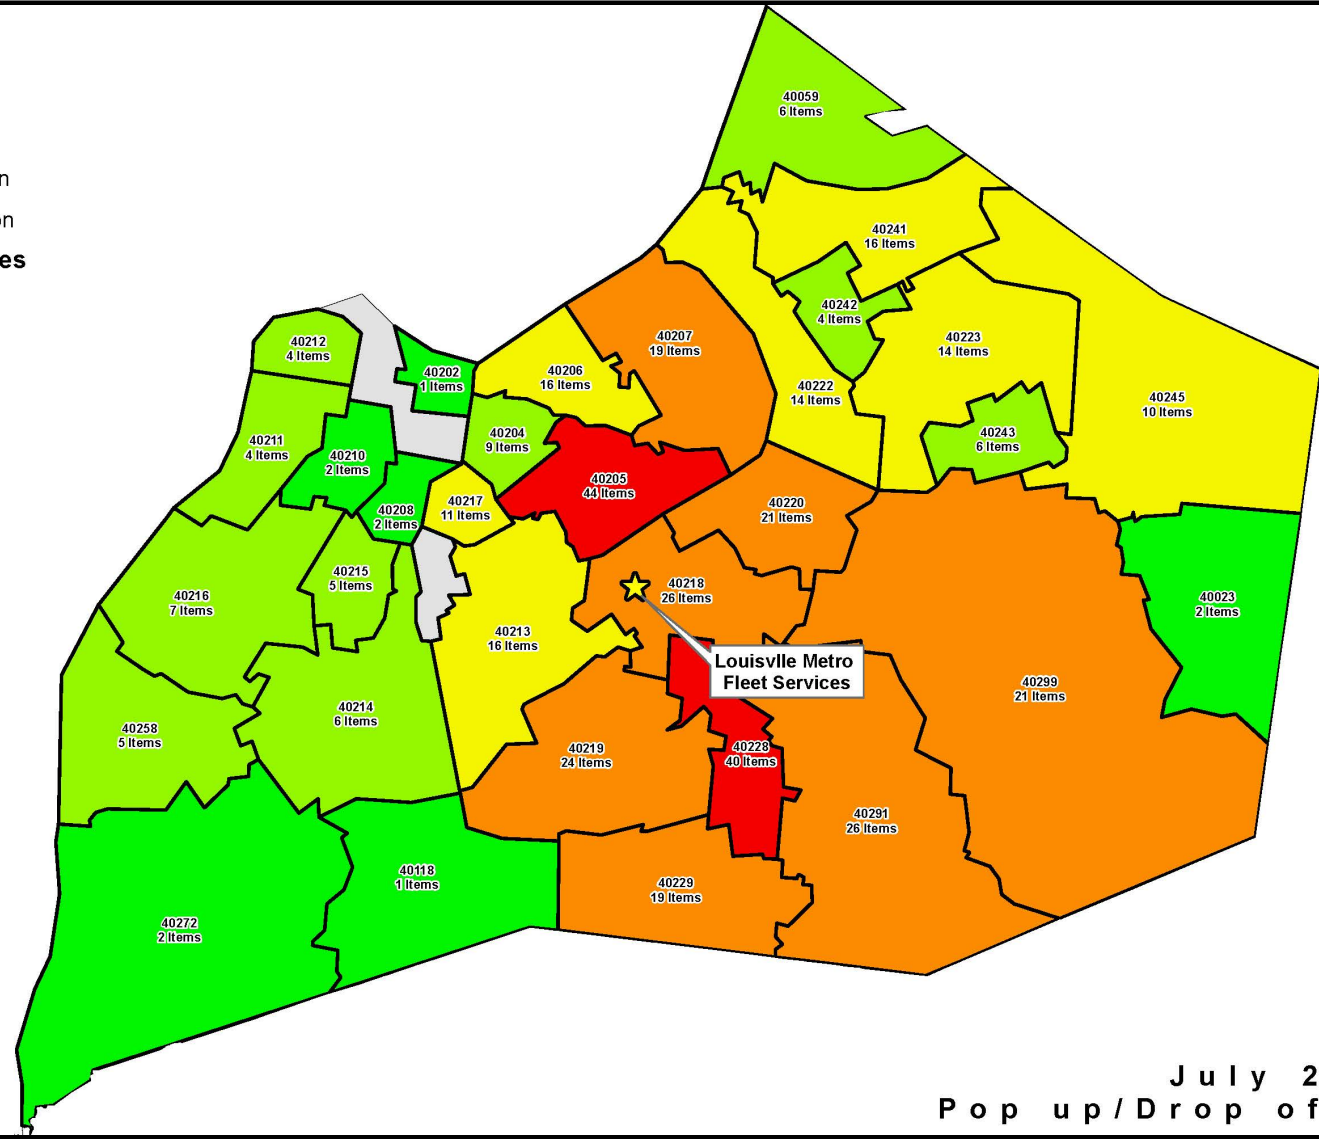 n
on
es
40059
6 Items
40241
16 Items
40242
4 Items
40207
19 Items
40223
14 Items
40212
4 Items
40202
1 Items
40206
16 Items
40222
14 Items
40245
10 Items
40211
4 Items
40210
2 Items
40204
9 Items
40243
6 Items
40205
44 Items
40208
2 Items
40217
11 Items
40220
21 Items
40215
5 Items
40216
7 Items
40218
26 Items
40023
2 Items
40213
16 Items
Louisvlle Metro
Fleet Services
40299
21 Items
40258
5 Items
40214
6 Items
40219
24 Items
40228
40 Items
40291
26 Items
40118
1 Items
40229
19 Items
40272
2 Items
July 2
Pop up/Drop of